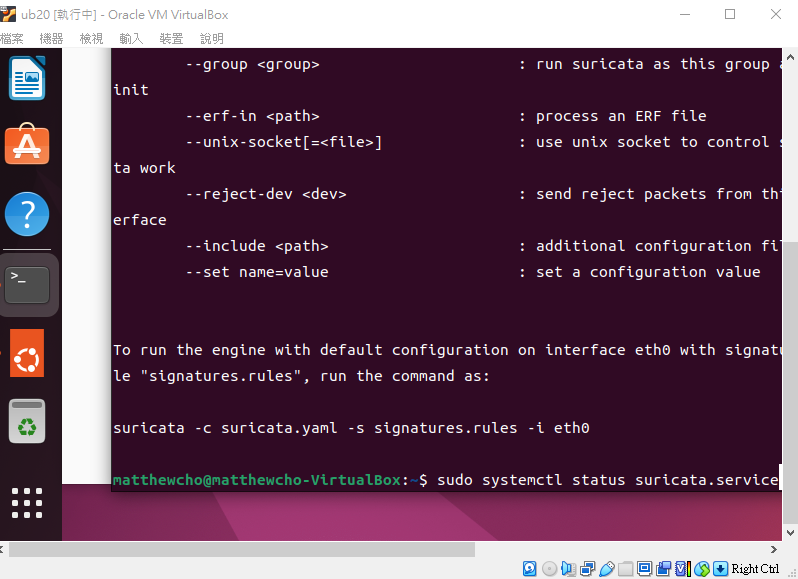 ub20 [執行中] - Oracle VM VirtualBox
檔案 機器 檢視 輸入 裝置 說明
--group <group> : run suricata as this group
init
--erf-in <path> : process an ERF file
--unix-socket[=<file>] : use unix socket to control
ta work
--reject-dev <dev> : send reject packets from
erface
--include <path> : additional configuration
--set name=value : set a configuration value
To run the engine with default configuration on interface eth0 with
le "signatures.rules", run the command as:
suricata -c suricata.yaml -s signatures.rules -i eth0
matthewcho@matthewcho-VirtualBox:~$ sudo systemctl status suricata.service
Right Ctrl